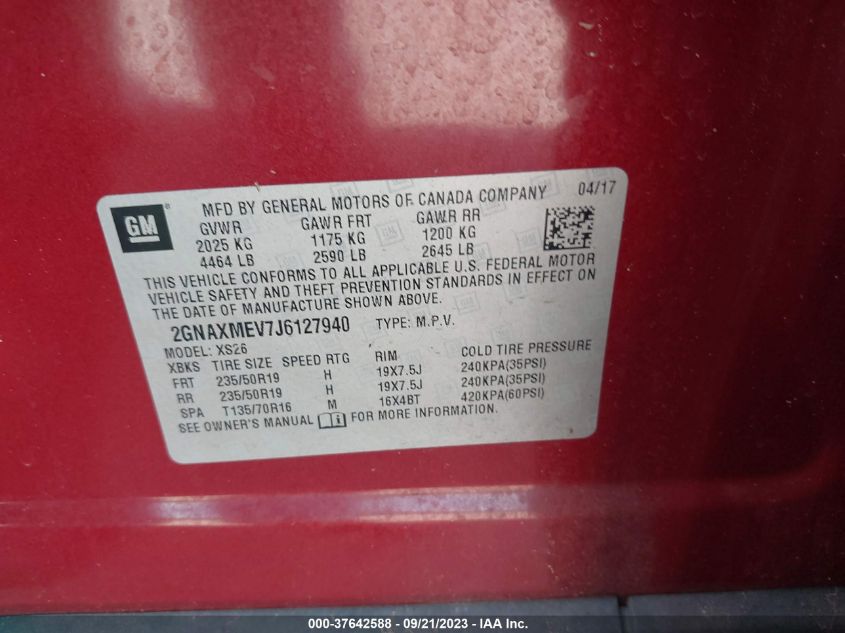 GM
MFD BY GENERAL MOTORS OF CANADA COMPANY 04/17
GVWR GAWR FRT GAWR RR
2025 KG 1175 KG 1200 KG
4464 LB 2590 LB 2645 LB
THIS VEHICLE CONFORMS TO ALL APPLICABLE U.S. FEDERAL MOTOR
VEHICLE SAFETY AND THEFT PREVENTION STANDARDS IN EFFECT ON
THE DATE OF MANUFACTURE SHOWN ABOVE.
2GNAXMEV7J6127940 TYPE: M.P.V.
MODEL: XS26
XBKS TIRE SIZE SPEED RTG RIM COLD TIRE PRESSURE
FRT 235/50R19 H 19X7.5J 240KPA(35PSI)
RR 235/50R19 H 19X7.5J 240KPA(35PSI)
SPA T135/70R16 M 16X4BT 420KPA(60PSI)
SEE OWNER'S MANUAL FOR MORE INFORMATION.
000-37642588 — 09/21/2023 — IAA Inc.